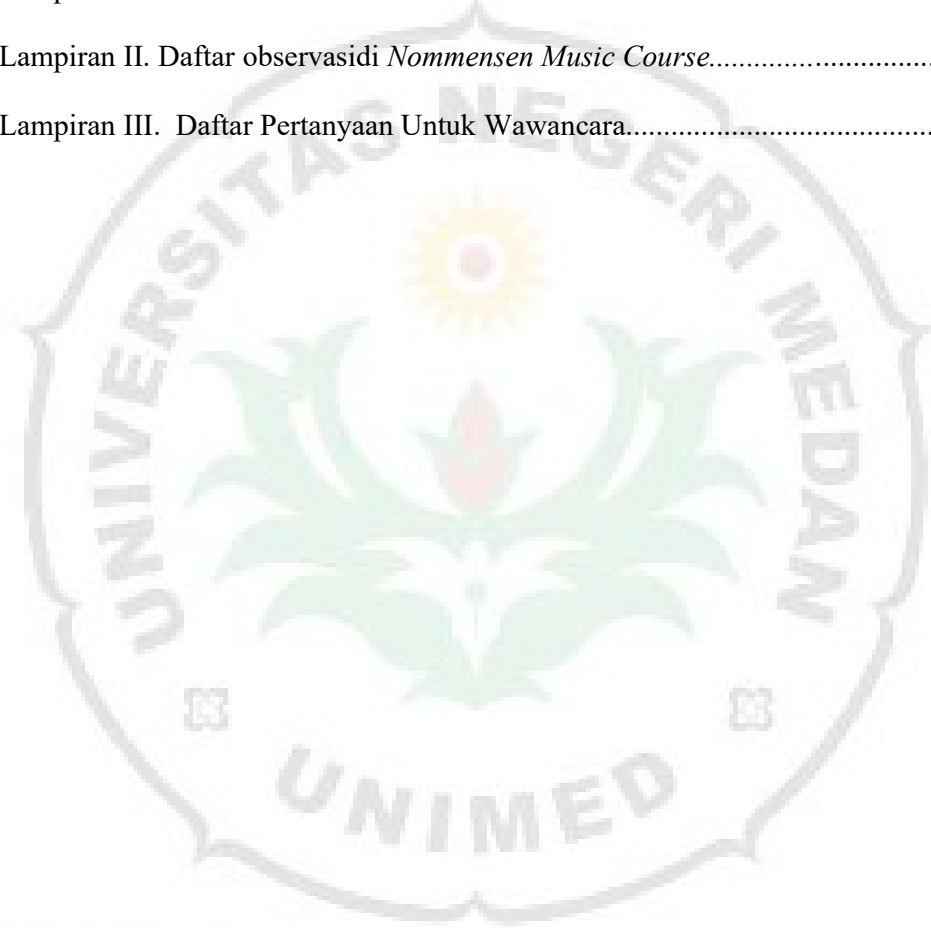 Lampiran II. Daftar observasidi Nommensen Music Course..............................
Lampiran III.  Daftar Pertanyaan Untuk Wawancara.........................................
UNIVERSITAS NEGERI MEDAN
UNIMED